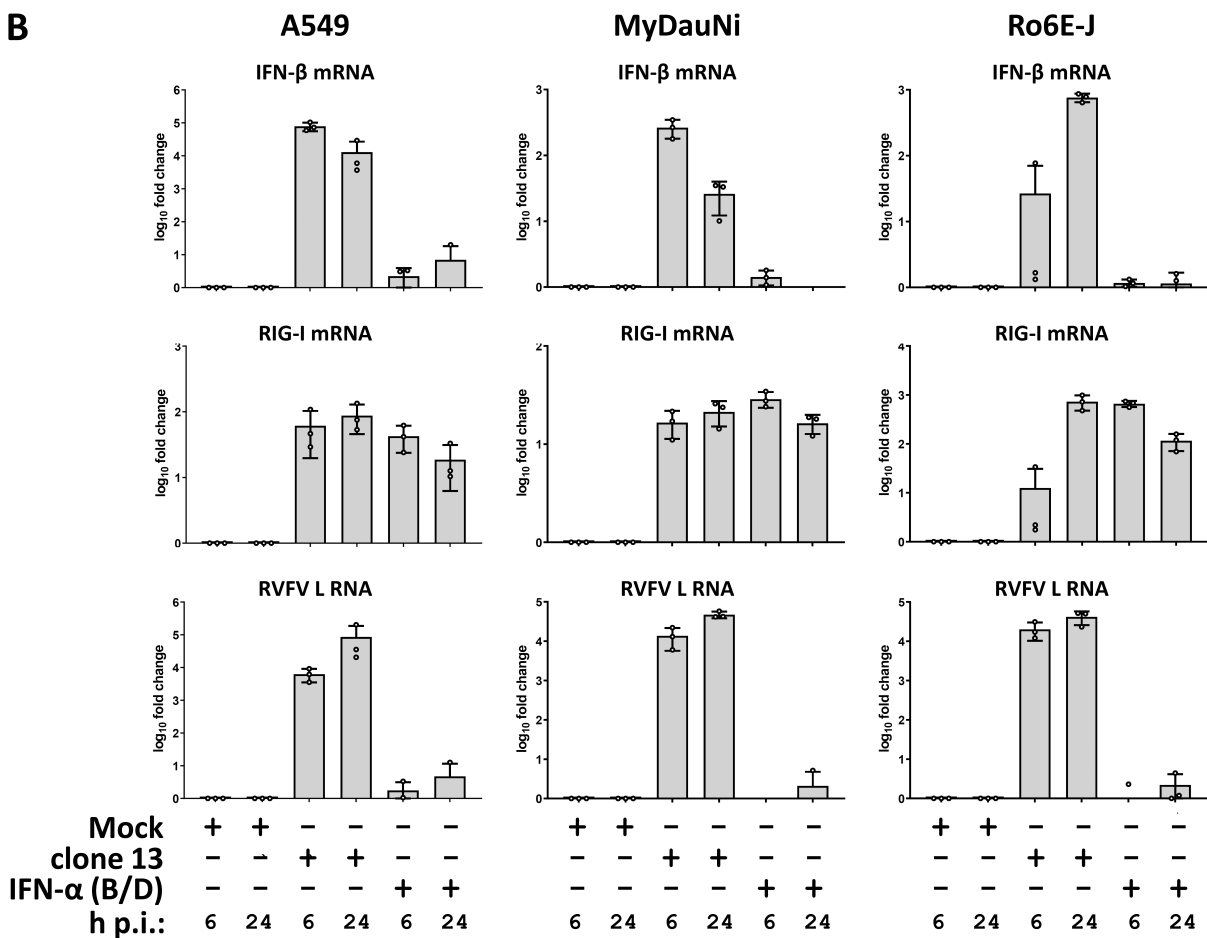 B
A549 MyDauNi Ro6E-J
IFN-β mRNA IFN-β mRNA IFN-β mRNA
log10 fold change
6
5
4
3
2
1
0
log10 fold change
3
2
1
0
log10 fold change
3
2
1
0
RIG-I mRNA RIG-I mRNA RIG-I mRNA
log10 fold change
3
2
1
0
log10 fold change
2
1
0
log10 fold change
4
3
2
1
0
RVFV L RNA RVFV L RNA RVFV L RNA
log10 fold change
6
5
4
3
2
1
0
log10 fold change
5
4
3
2
1
0
log10 fold change
5
4
3
2
1
0
Mock + + − − − − + + − − − − + + − − − −
clone 13 − − + + − − − − + + − − − − + + − −
IFN-α (B/D) − − − − + + − − − − + + − − − − + +
h p.i.: 6 24 6 24 6 24 6 24 6 24 6 24 6 24 6 24 6 24